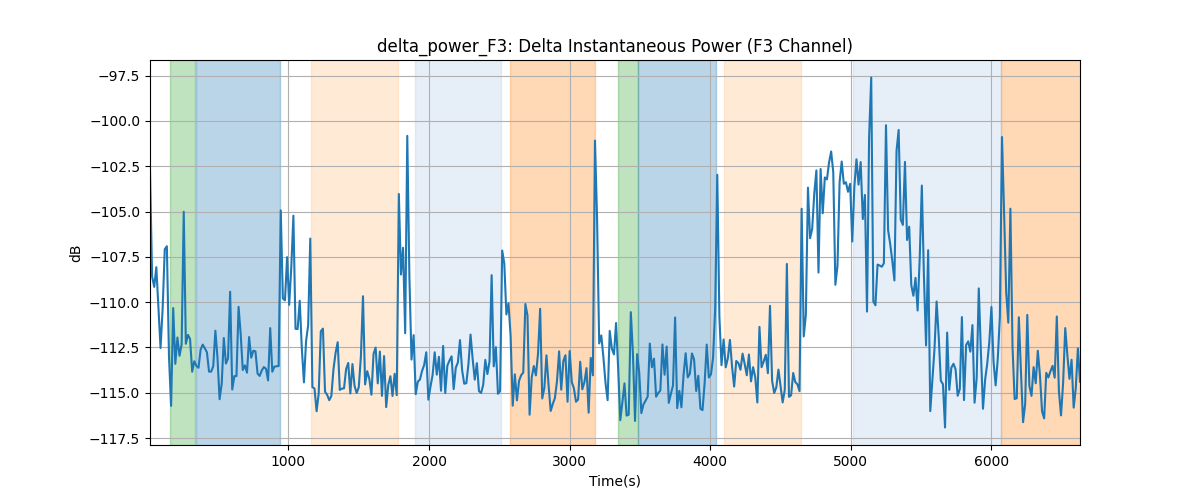 delta_power_F3: Delta Instantaneous Power (F3 Channel)
−97.5
−100.0
−102.5
−105.0
−107.5
−110.0
−112.5
−115.0
−117.5
dB
1000 2000 3000 4000 5000 6000
Time(s)